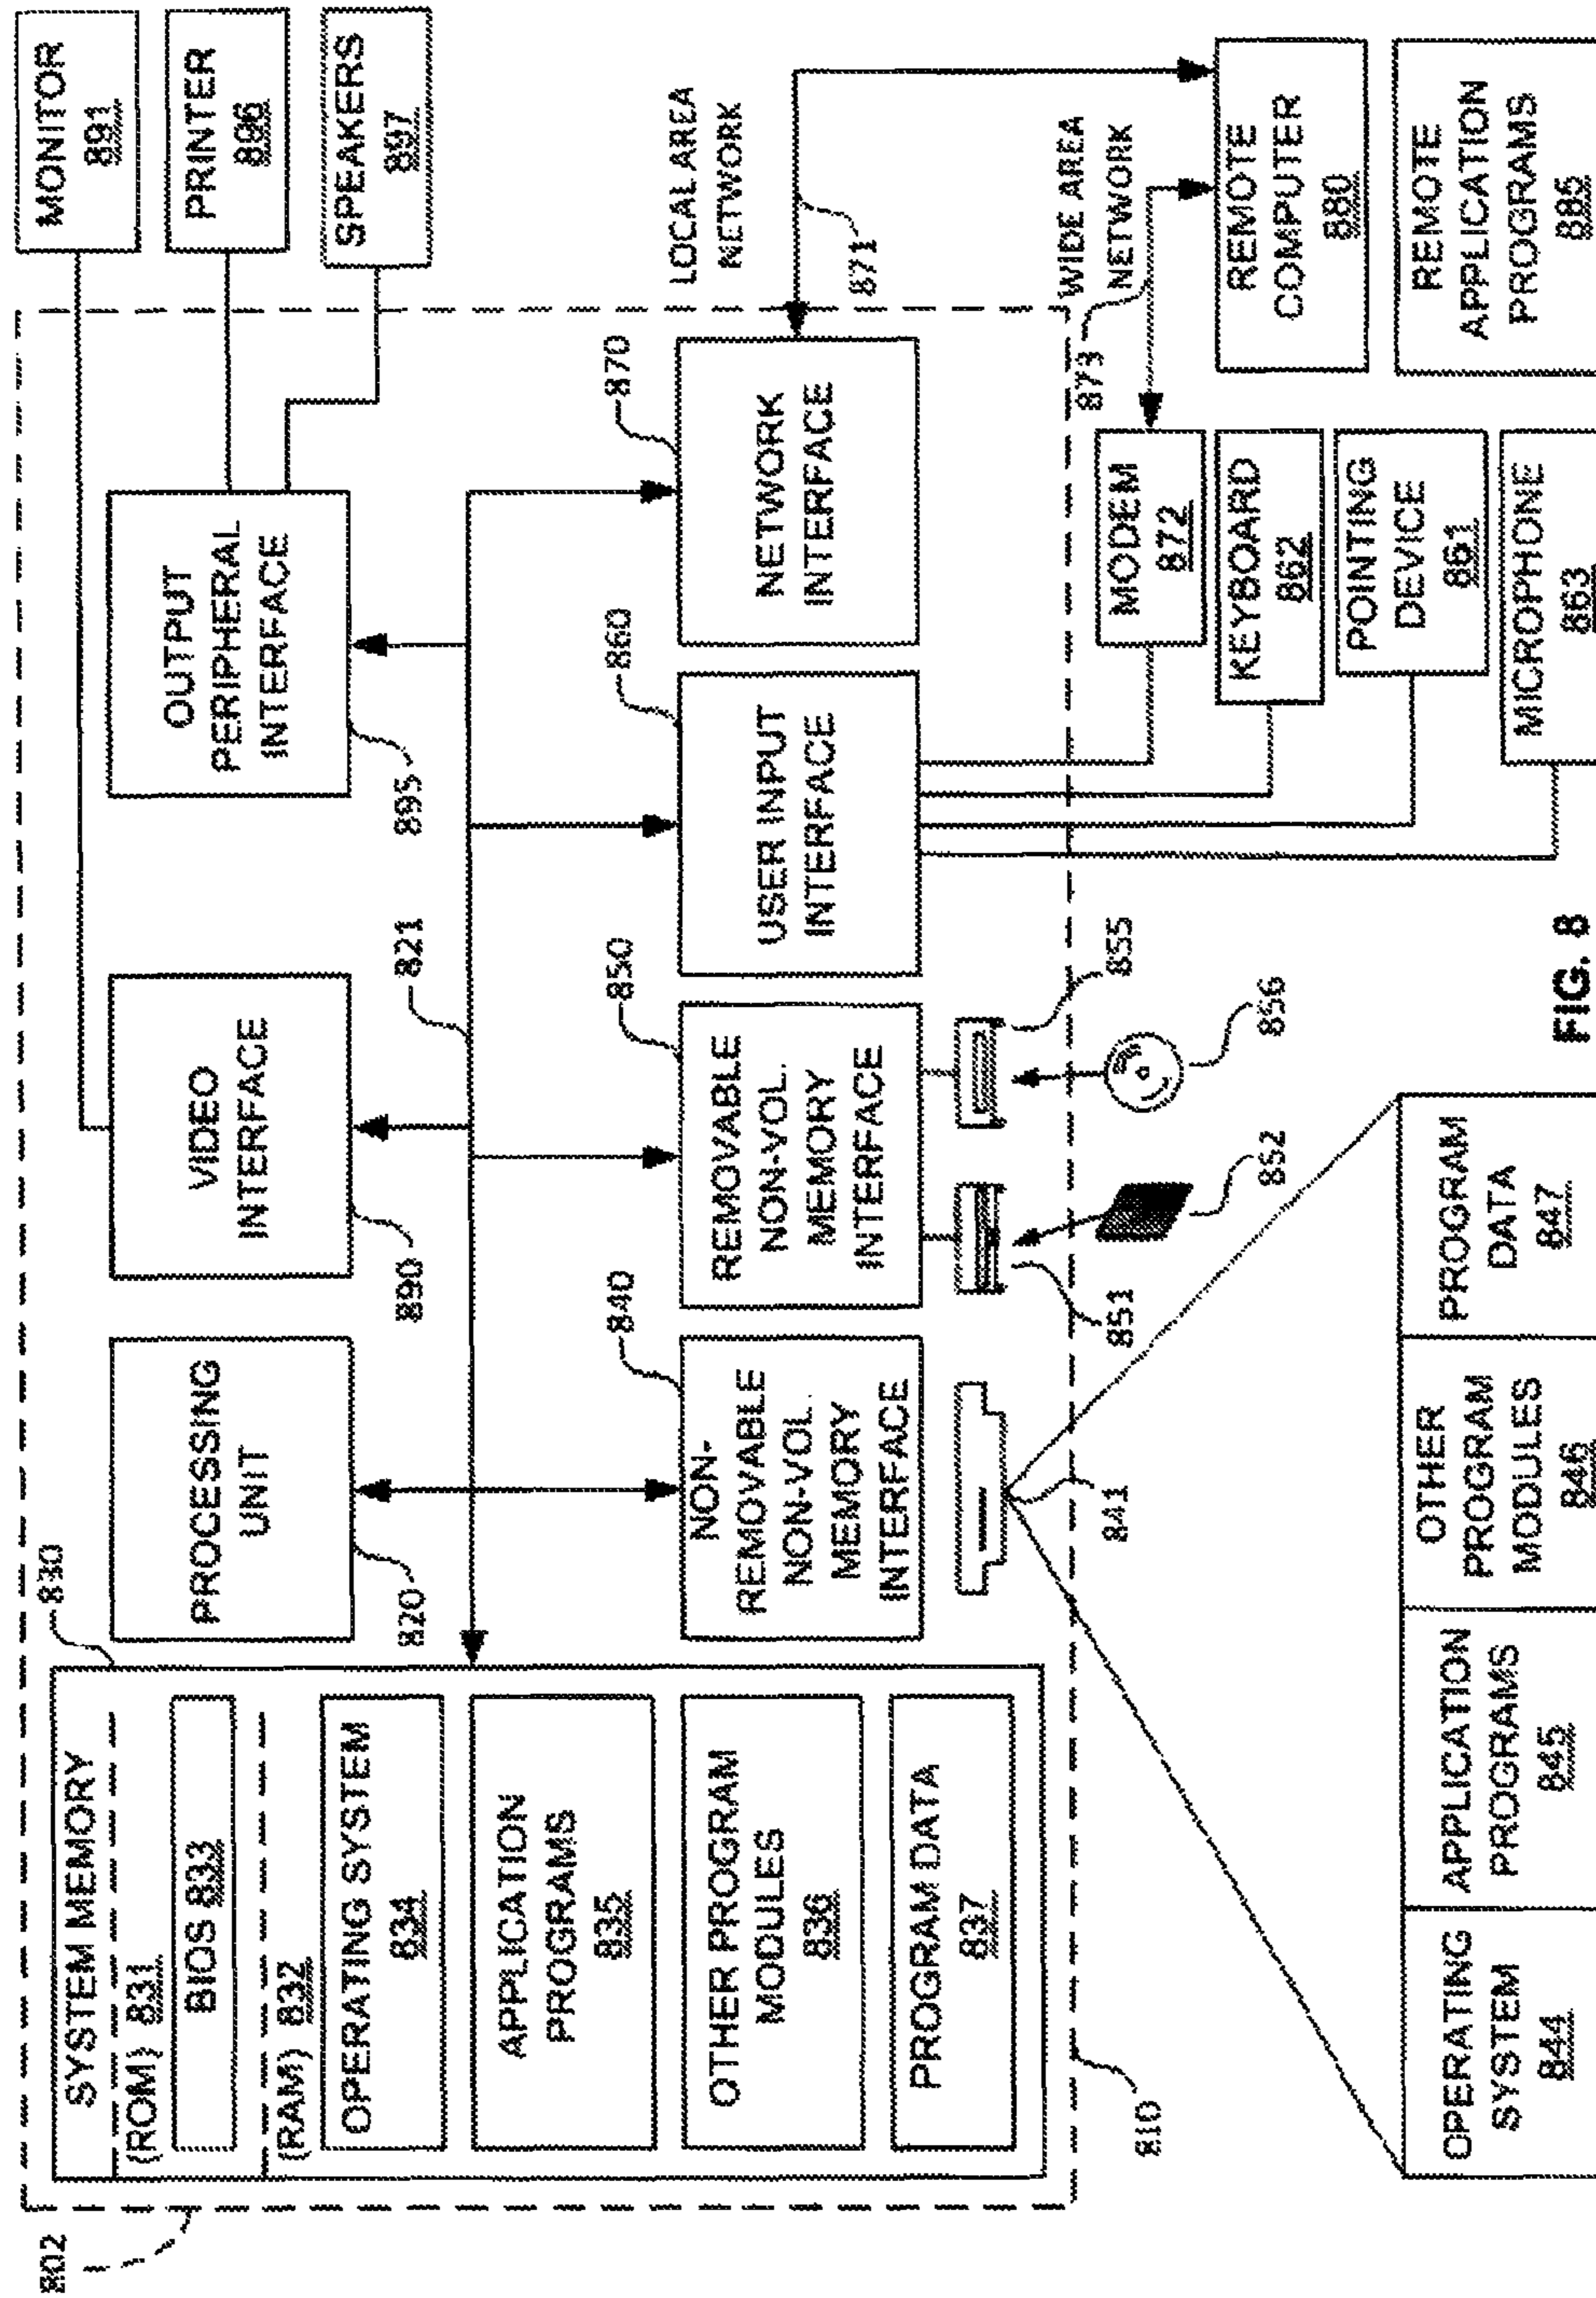 802
SYSTEM MEMORY
(ROM) 831
BIOS 833
(RAM) 832
OPERATING SYSTEM
834
APPLICATION
PROGRAMS
835
OTHER PROGRAM
MODULES
836
PROGRAM DATA
837
830
PROCESSING
UNIT
820
VIDEO
INTERFACE
890
821
OUTPUT
PERIPHERAL
INTERFACE
895
MONITOR
891
PRINTER
896
SPEAKERS
897
840
NON-
REMOVABLE
NON-VOL.
MEMORY
INTERFACE
850
REMOVABLE
NON-VOL.
MEMORY
INTERFACE
860
USER INPUT
INTERFACE
870
NETWORK
INTERFACE
LOCAL AREA
NETWORK
871
810
841
851
852
855
856
WIDE AREA
NETWORK
873
MODEM
872
KEYBOARD
862
POINTING
DEVICE
861
MICROPHONE
863
REMOTE
COMPUTER
880
REMOTE
APPLICATION
PROGRAMS
885
OPERATING
SYSTEM
844
APPLICATION
PROGRAMS
845
OTHER
PROGRAM
MODULES
846
PROGRAM
DATA
847
FIG. 8